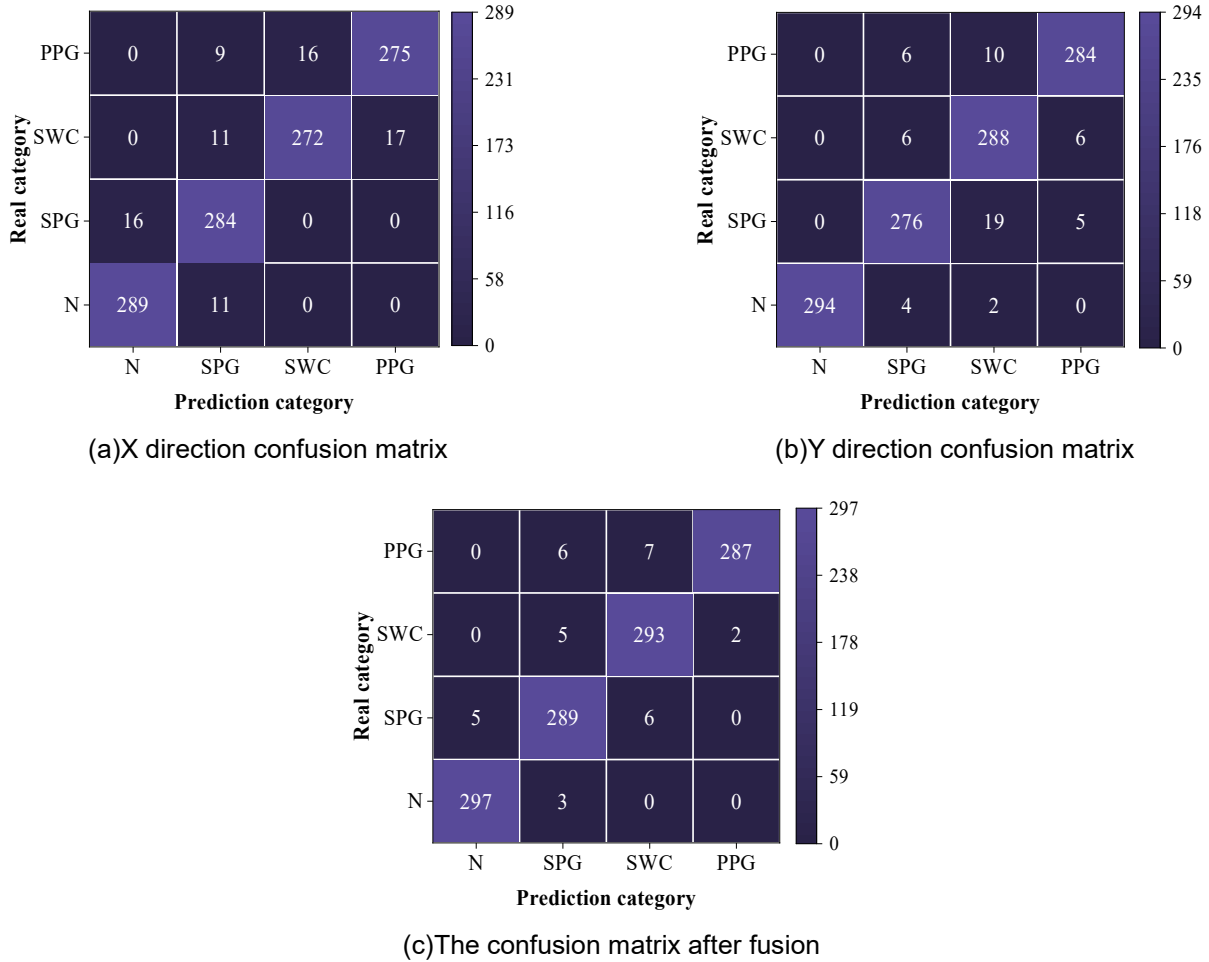 PPG 0 9 16 275 289
SWC 0 11 272 17 231
SPG 16 284 0 0 173
N 289 11 0 0 116
58
0
N SPG SWC PPG
Real category
Prediction category
(a)X direction confusion matrix
PPG 0 6 10 284 294
SWC 0 6 288 6 235
SPG 0 276 19 5 176
N 294 4 2 0 118
59
0
N SPG SWC PPG
Real category
Prediction category
(b)Y direction confusion matrix
PPG 0 6 7 287 297
SWC 0 5 293 2 238
SPG 5 289 6 0 178
N 297 3 0 0 119
59
0
N SPG SWC PPG
Real category
Prediction category
(c)The confusion matrix after fusion